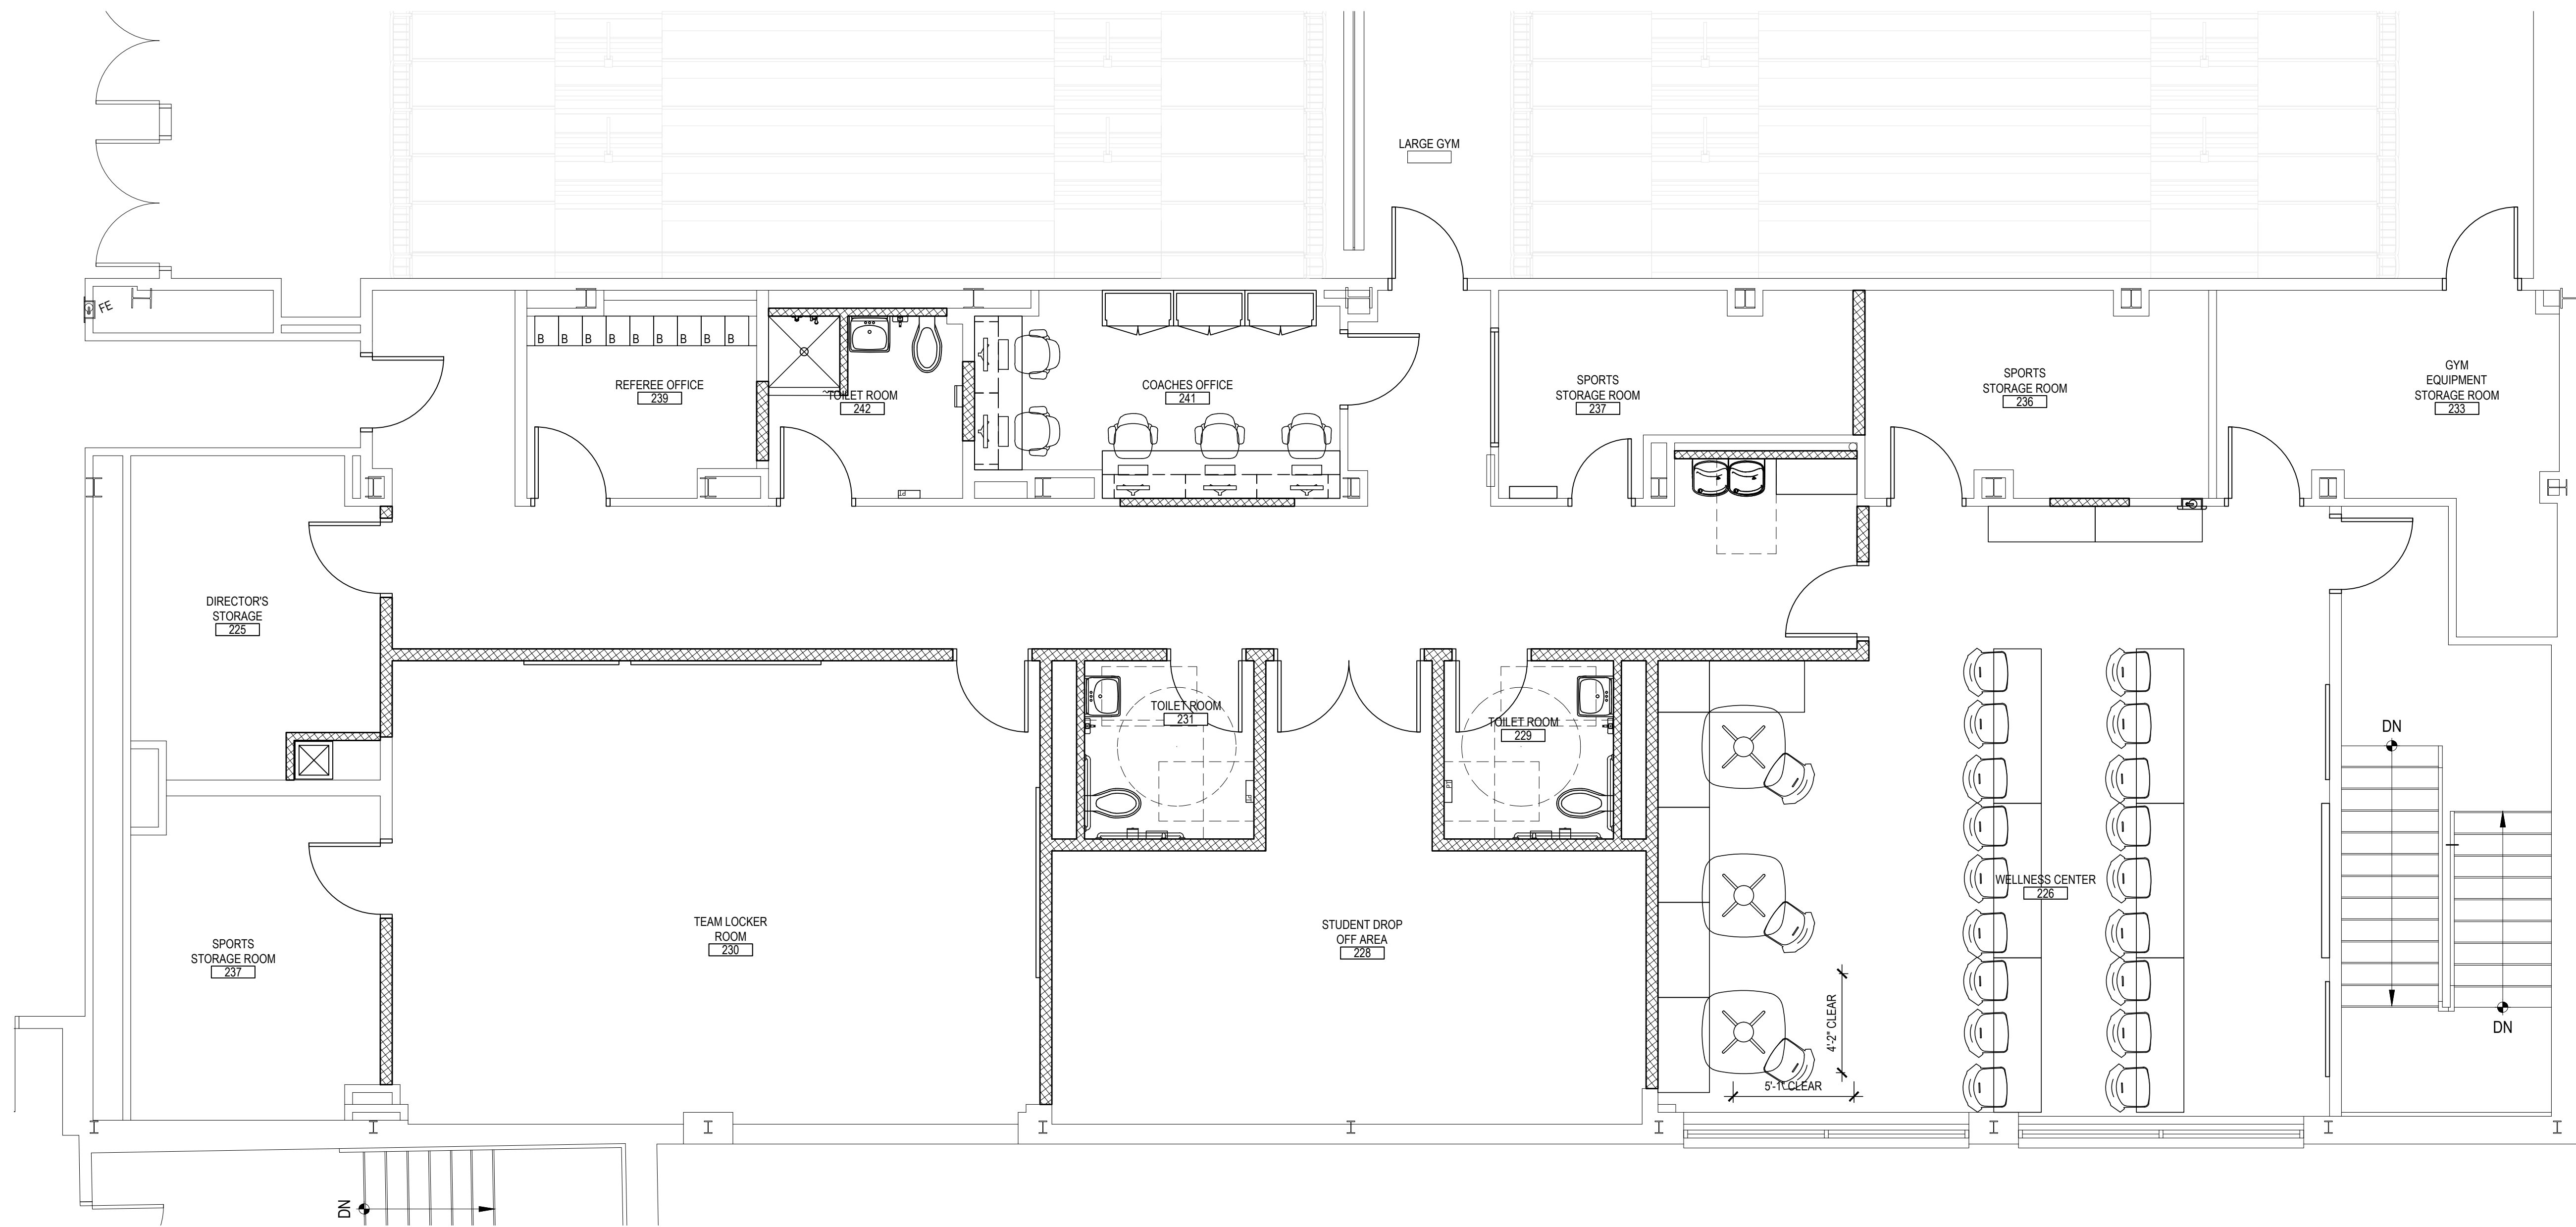 LARGE GYM
FE
B B B B B B B B B
REFEREE OFFICE
239
~TOILET ROOM
242
PT
COACHES OFFICE
241
SPORTS
STORAGE ROOM
237
SPORTS
STORAGE ROOM
236
GYM
EQUIPMENT
STORAGE ROOM
233
DIRECTOR'S
STORAGE
225
TOILET ROOM
231
PT
TOILET ROOM
229
PT
DN
WELLNESS CENTER
226
TEAM LOCKER
ROOM
230
STUDENT DROP
OFF AREA
228
SPORTS
STORAGE ROOM
237
4'-2" CLEAR
5'-1" CLEAR
DN
DN